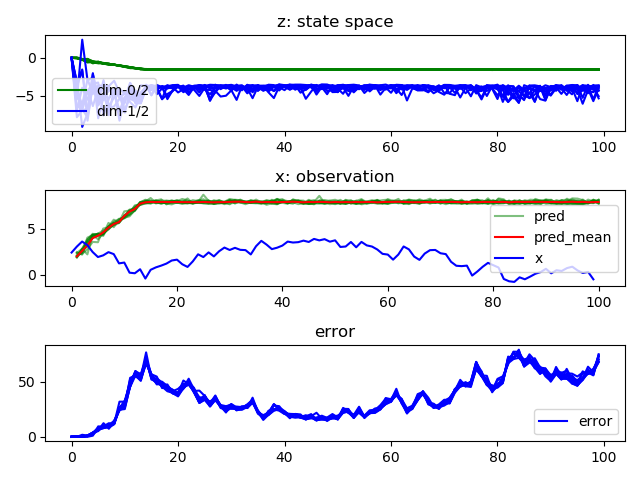 z: state space
0
−5
dim-0/2
dim-1/2
0 20 40 60 80 100
x: observation
5
0
pred
pred_mean
x
0 20 40 60 80 100
error
50
0
error
0 20 40 60 80 100